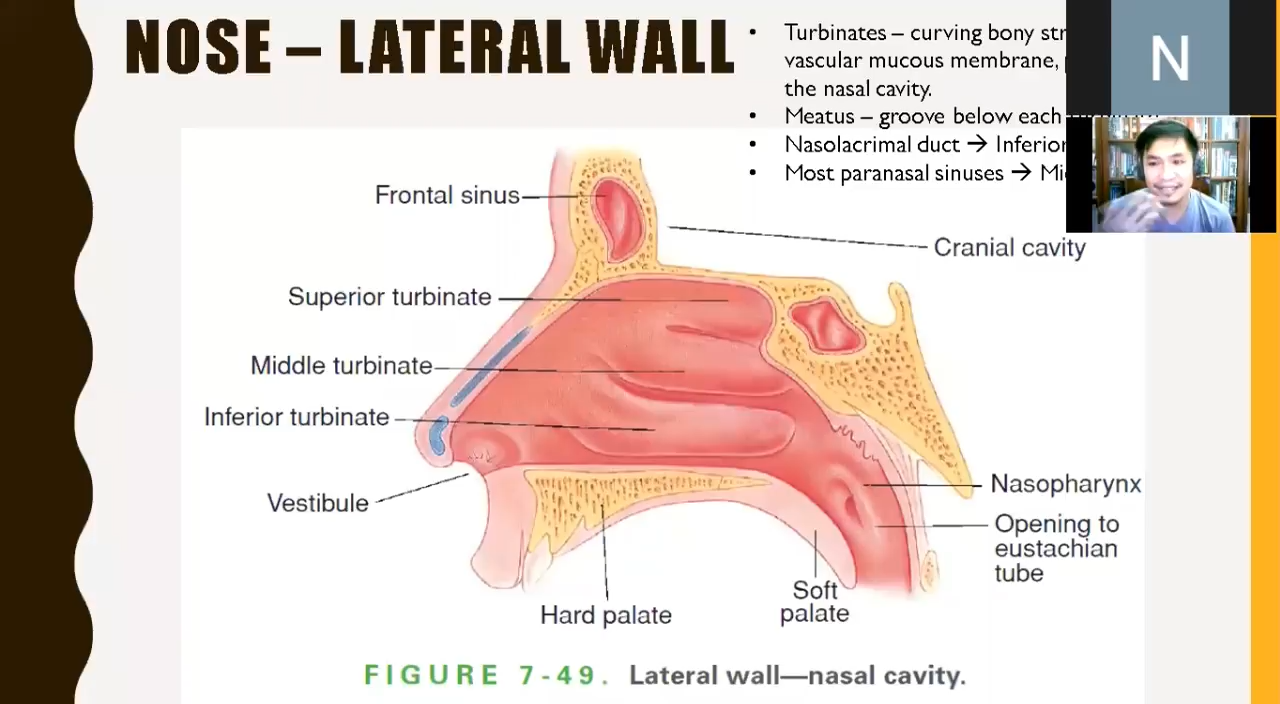 NOSE – LATERAL WALL
• Turbinates – curving bony
vascular mucous membrane,
the nasal cavity.
• Meatus – groove below each
• Nasolacrimal duct → Inferior
• Most paranasal sinuses →
N
Frontal sinus
Cranial cavity
Superior turbinate
Middle turbinate
Inferior turbinate
Vestibule
Nasopharynx
Opening to
eustachian
tube
Soft
palate
Hard palate
FIGURE 7-49. Lateral wall—nasal cavity.